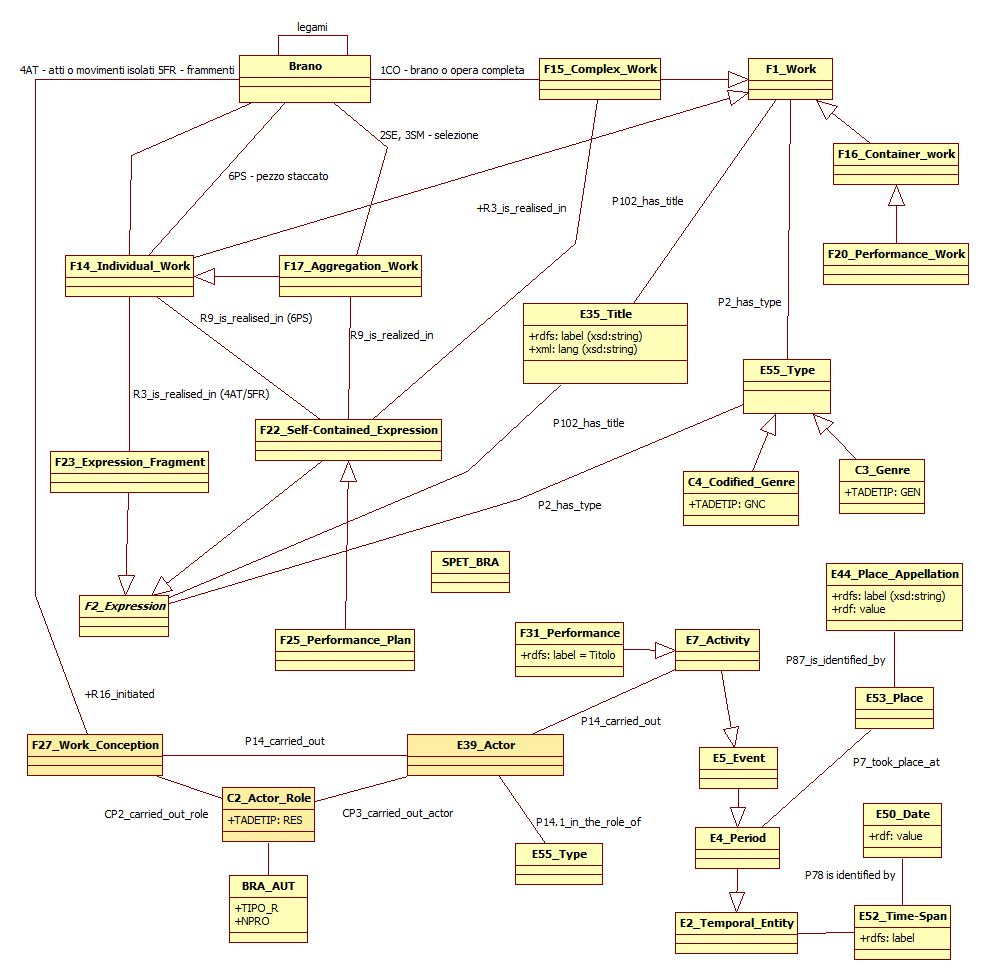 legami
4AT - atti o movimenti isolati 5FR - frammenti
Brano
1CO - brano o opera completa
F15_Complex_Work
F1_Work
2SE, 3SM - selezione
F16_Container_work
6PS - pezzo staccato
+R3_is_realised_in
P102_has_title
F20_Performance_Work
F14_Individual_Work
F17_Aggregation_Work
P2_has_type
R9_is_realised_in (6PS)
R9_is_realized_in
E35_Title
+rdfs: label (xsd:string)
+xml: lang (xsd:string)
E55_Type
R3_is_realised_in (4AT/5FR)
P102_has_title
F22_Self-Contained_Expression
F23_Expression_Fragment
C4_Codified_Genre
+TADETIP: GNC
C3_Genre
+TADETIP: GEN
P2_has_type
SPET_BRA
E44_Place_Appellation
+rdfs: label (xsd:string)
+rdf: value
F2_Expression
F25_Performance_Plan
F31_Performance
+rdfs: label = Titolo
E7_Activity
P87_is_identified_by
+R16_initiated
E53_Place
P14_carried_out
F27_Work_Conception
P14_carried_out
E39_Actor
E5_Event
P7_took_place_at
CP2_carried_out_role
C2_Actor_Role
+TADETIP: RES
CP3_carried_out_actor
P14.1_in_the_role_of
E4_Period
E50_Date
+rdf: value
E55_Type
P78 is identified by
BRA_AUT
+TIPO_R
+NPRO
E2_Temporal_Entity
E52_Time-Span
+rdfs: label